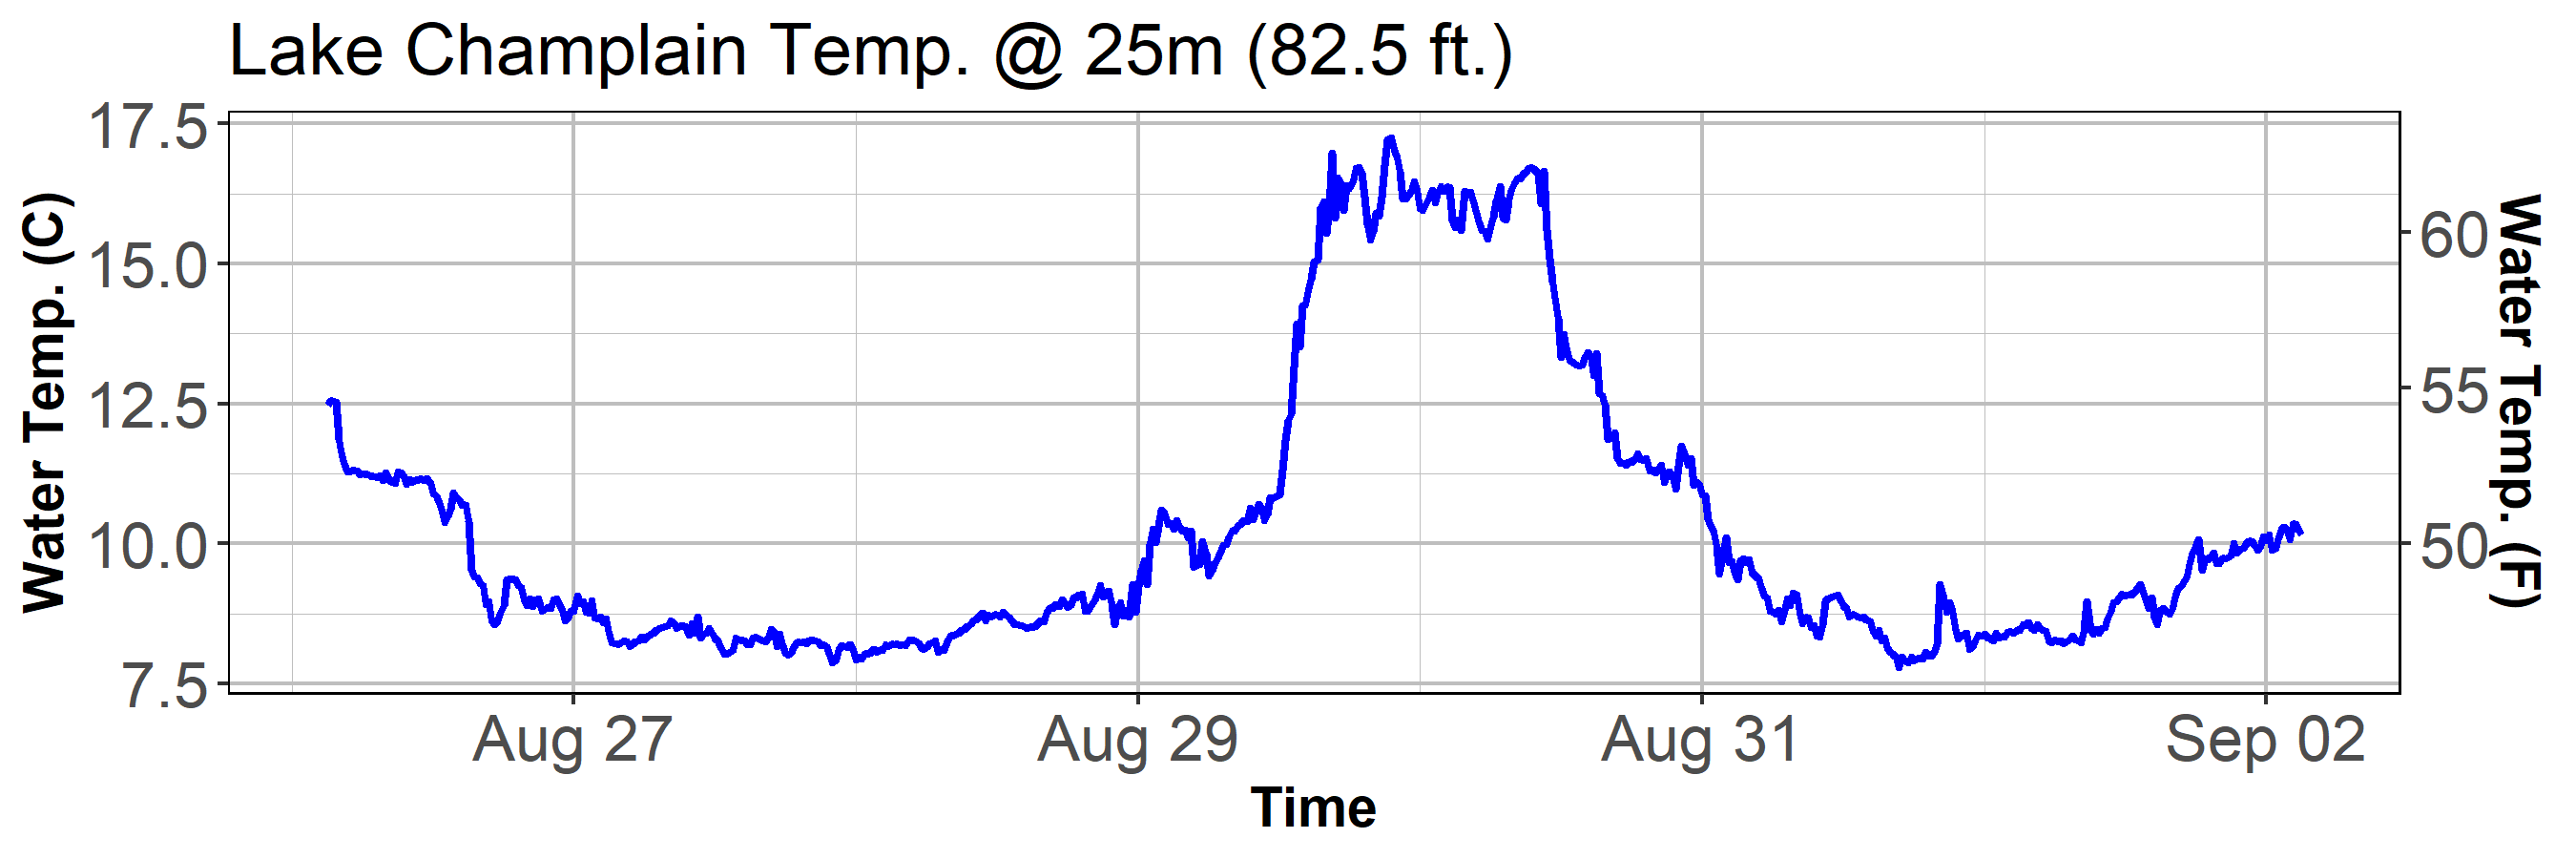 Lake Champlain Temp. @ 25m (82.5 ft.)
Water Temp. (C)
17.5
15.0
12.5
10.0
7.5
60
55
50
Water Temp. (F)
Aug 27
Aug 29
Aug 31
Sep 02
Time